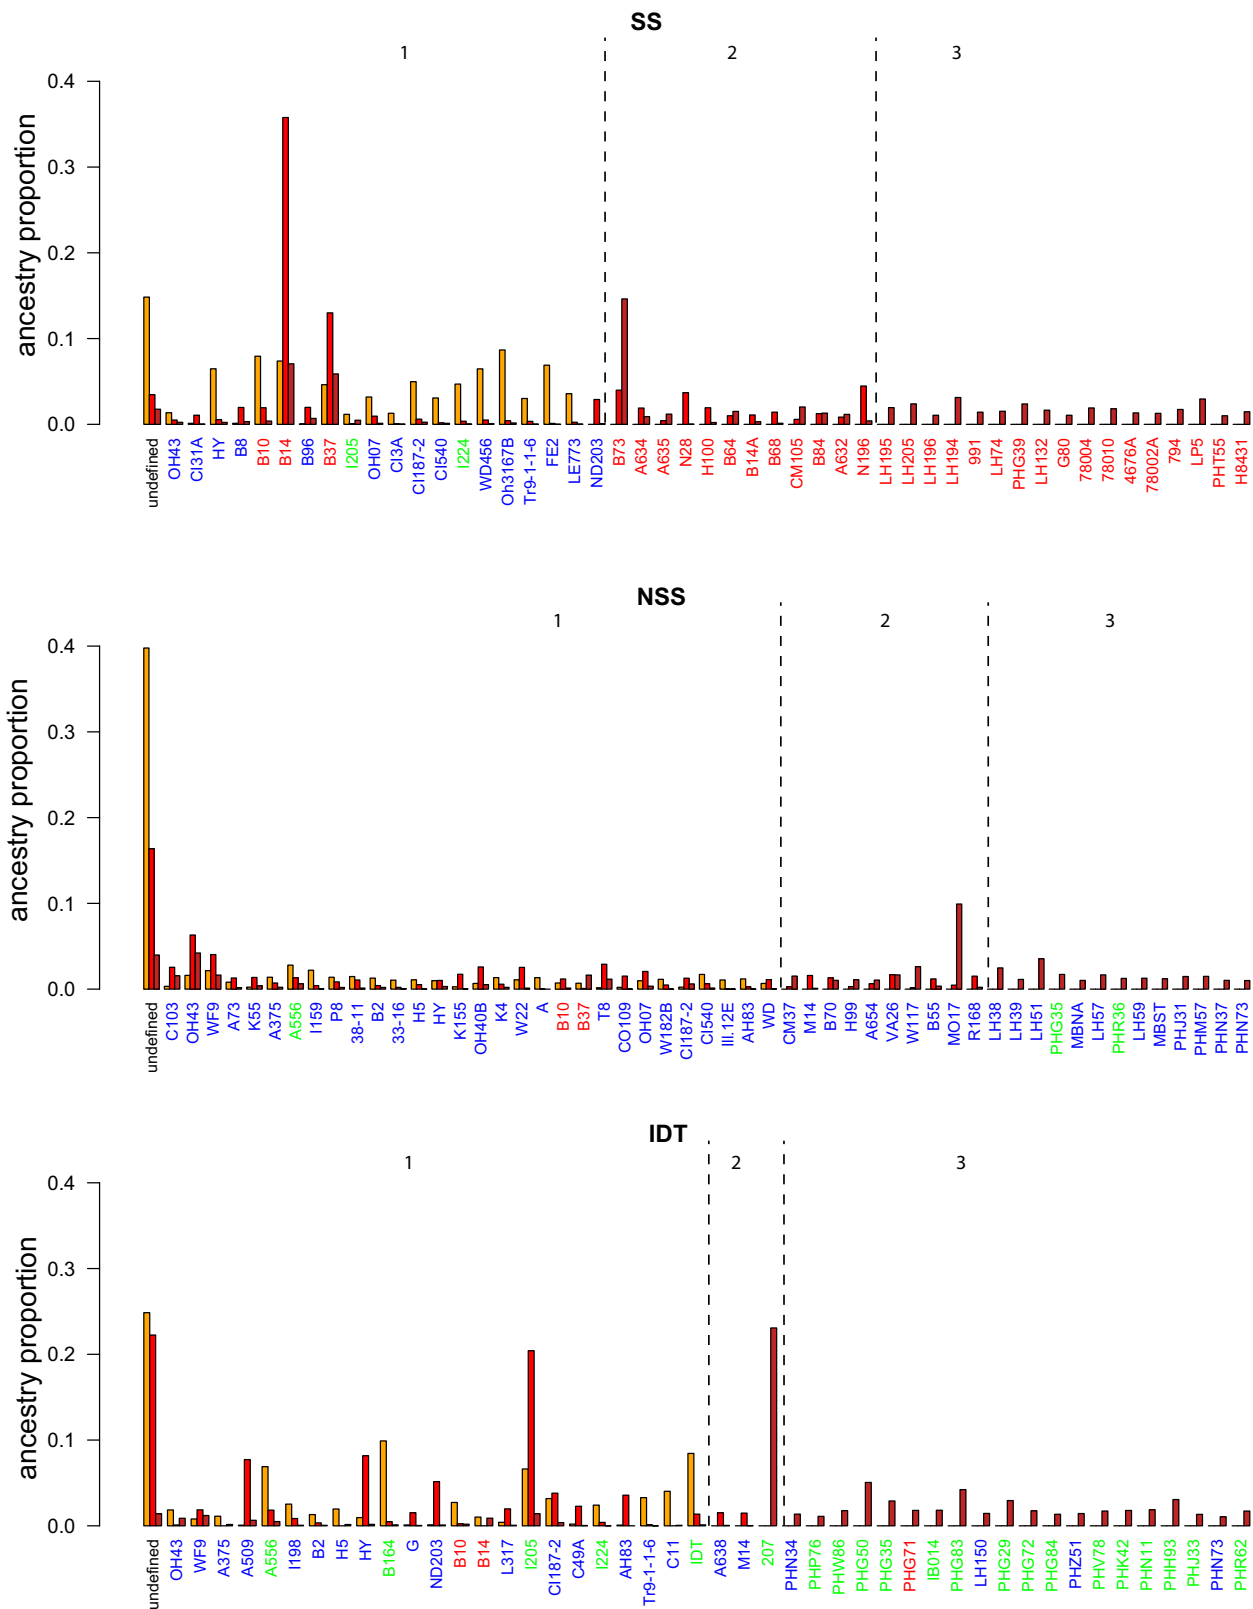 SS
1 2 3
ancestry proportion
0.4
0.3
0.2
0.1
0.0
undefined OH43 CI31A HY B8 B10 B14 B96 B37 I205 OH07 CI3A CI187-2 CI540 I224 WD456 Oh3167B Tr9-1-1-6 FE2 LE773 ND203 B73 A634 A635 N28 H100 B64 B14A B68 CM105 B84 A632 N196 LH195 LH205 LH196 LH194 991 LH74 PHG39 LH132 G80 78004 78010 4676A 78002A 794 LP5 PHT55 H8431
NSS
1 2 3
ancestry proportion
0.4
0.3
0.2
0.1
0.0
undefined C103 OH43 WF9 A73 K55 A375 A556 I159 P8 38-11 B2 33-16 H5 HY K155 OH40B K4 W22 A B10 B37 T8 CO109 OH07 W182B CI187-2 CI540 III.12E AH83 WD CM37 M14 B70 H99 A654 VA26 W117 B55 MO17 R168 LH38 LH39 LH51 PHG35 MBNA LH57 PHR36 LH59 MBST PHJ31 PHM57 PHN37 PHN73
IDT
1 2 3
ancestry proportion
0.4
0.3
0.2
0.1
0.0
undefined OH43 WF9 A375 A509 A556 I198 B2 H5 HY B164 G ND203 B10 B14 L317 I205 CI187-2 C49A I224 AH83 Tr9-1-1-6 C11 IDT A638 M14 207 PHN34 PHP76 PHW86 PHG50 PHG35 PHG71 IB014 PHG83 LH150 PHG29 PHG72 PHG84 PHZ51 PHV78 PHK42 PHN11 PHH93 PHJ33 PHN73 PHR62